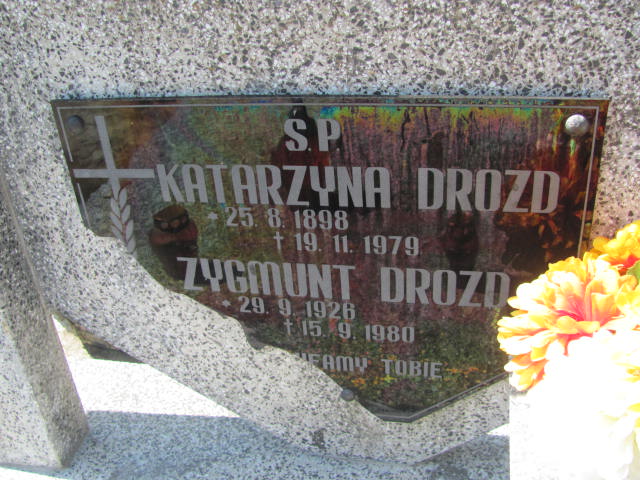 Ś.P.
KATARZYNA DROZD
* 25. 8. 1898
† 19. 11. 1979
ZYGMUNT DROZD
* 29. 9. 1926
† 15. 9. 1980
TOBIE